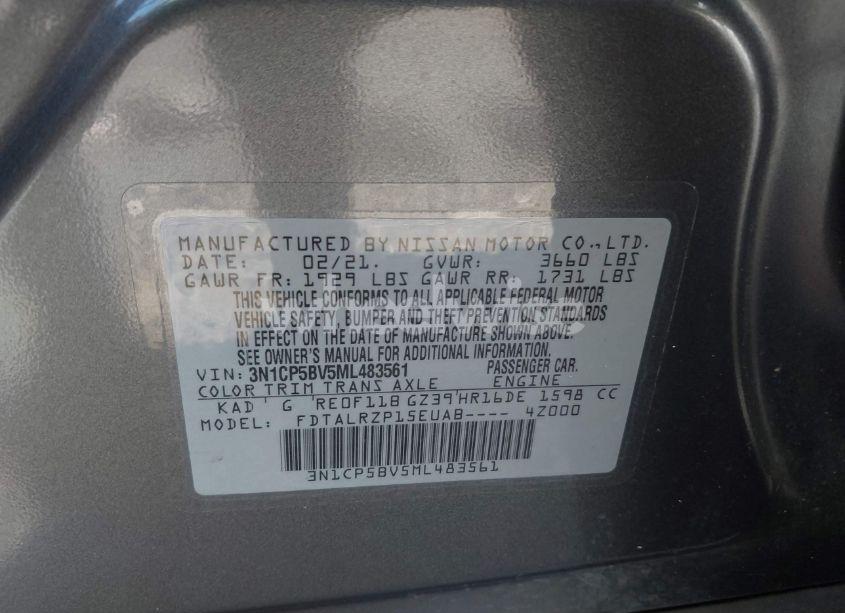 MANUFACTURED BY NISSAN MOTOR CO., LTD.
DATE: 02/21. GVWR: 3660 LBS
GAWR FR: 1929 LBS GAWR RR: 1731 LBS
THIS VEHICLE CONFORMS TO ALL APPLICABLE FEDERAL MOTOR
VEHICLE SAFETY, BUMPER AND THEFT PREVENTION STANDARDS
IN EFFECT ON THE DATE OF MANUFACTURE SHOWN ABOVE.
SEE OWNER'S MANUAL FOR ADDITIONAL INFORMATION.
VIN: 3N1CP5BV5ML483561 PASSENGER CAR.
COLOR TRIM TRANS AXLE ENGINE
KAD ' G 'RE0F11B GZ39'HR16DE 1598 CC
MODEL: FDTALRZP15EUAB---- 4Z000
3N1CP5BV5ML483561